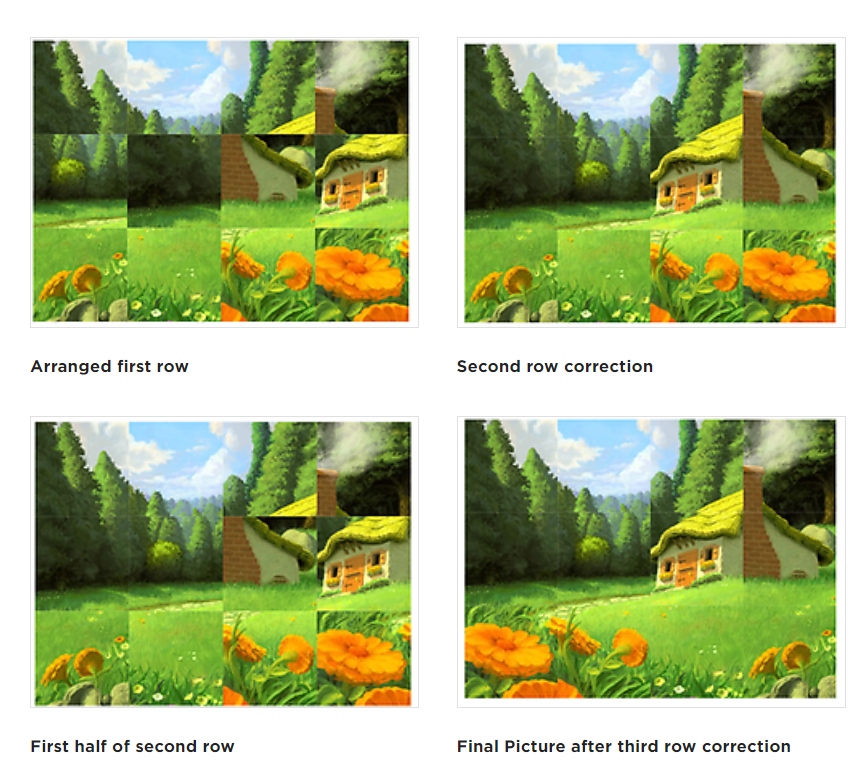 Arranged first row
Second row correction
First half of second row
Final Picture after third row correction